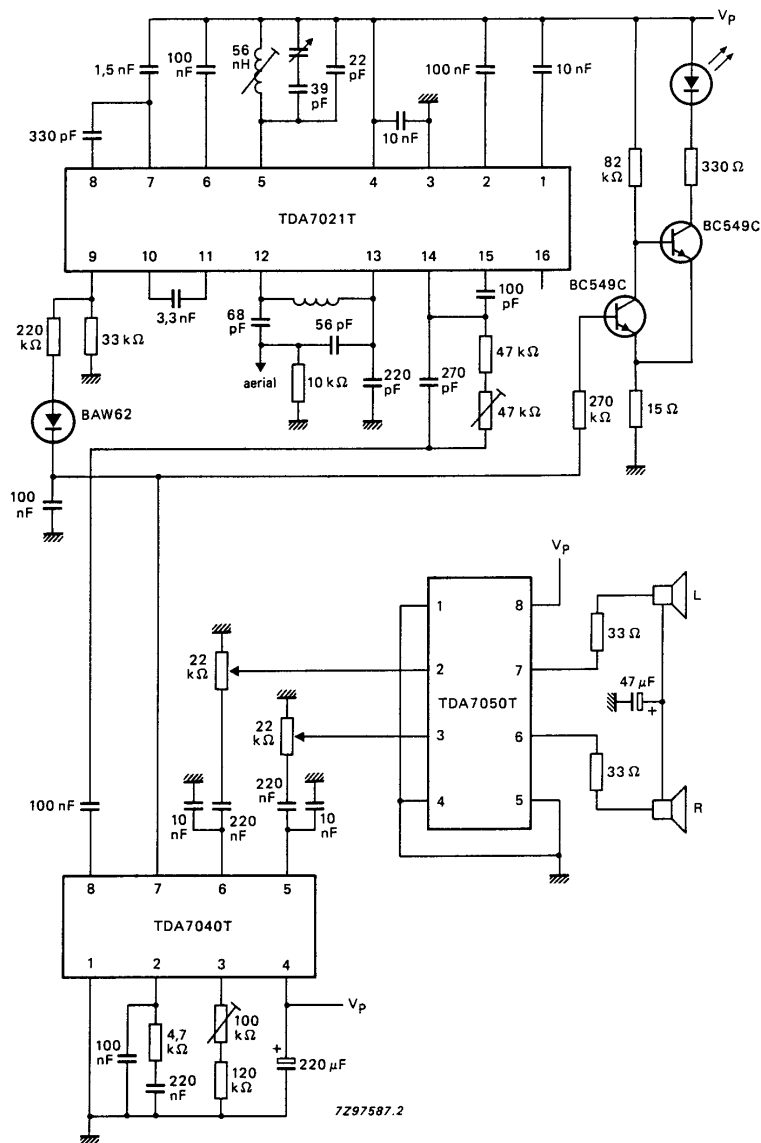 Vp
1,5 nF
100 nF
56 nH
39 pF
22 pF
100 nF
10 nF
330 pF
10 nF
82 kΩ
330 Ω
8 7 6 5 4 3 2 1
TDA7021T
9 10 11 12 13 14 15 16
BC549C
BC549C
220 kΩ
33 kΩ
3,3 nF
68 pF
56 pF
100 pF
47 kΩ
aerial
10 kΩ
220 pF
270 pF
47 kΩ
270 kΩ
15 Ω
BAW62
100 nF
Vp
1 8
2 7
TDA7050T
3 6
4 5
L
33 Ω
47 µF
+
33 Ω
R
22 kΩ
22 kΩ
100 nF
10 nF
220 nF
220 nF
10 nF
8 7 6 5
TDA7040T
1 2 3 4
Vp
100 nF
4,7 kΩ
220 nF
100 kΩ
120 kΩ
+
220 µF
7Z97587.2